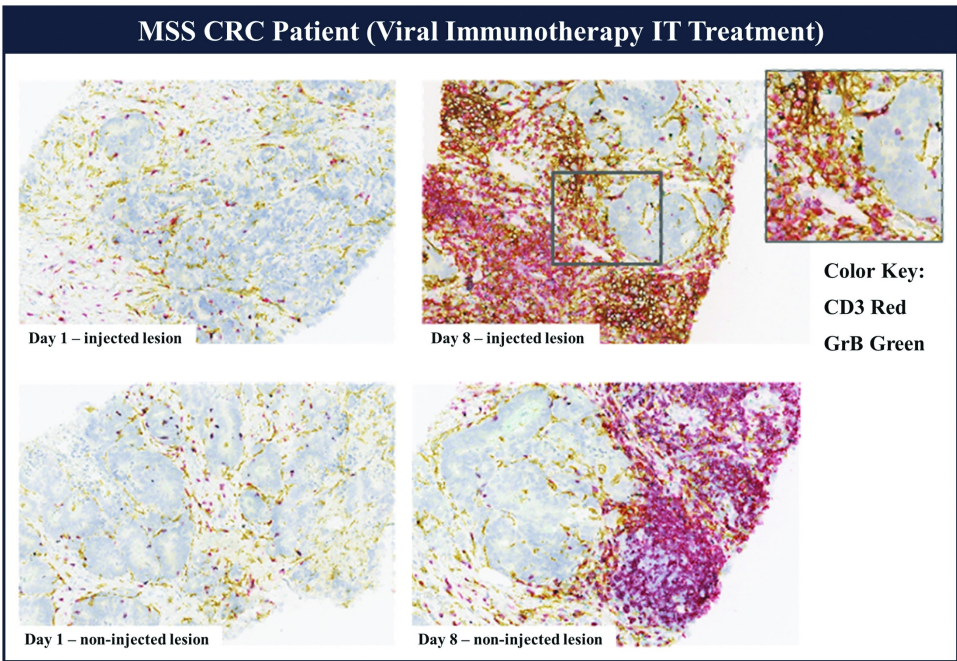 MSS CRC Patient (Viral Immunotherapy IT Treatment)
Day 1 – injected lesion
Day 8 – injected lesion
Color Key:
CD3 Red
GrB Green
Day 1 – non-injected lesion
Day 8 – non-injected lesion